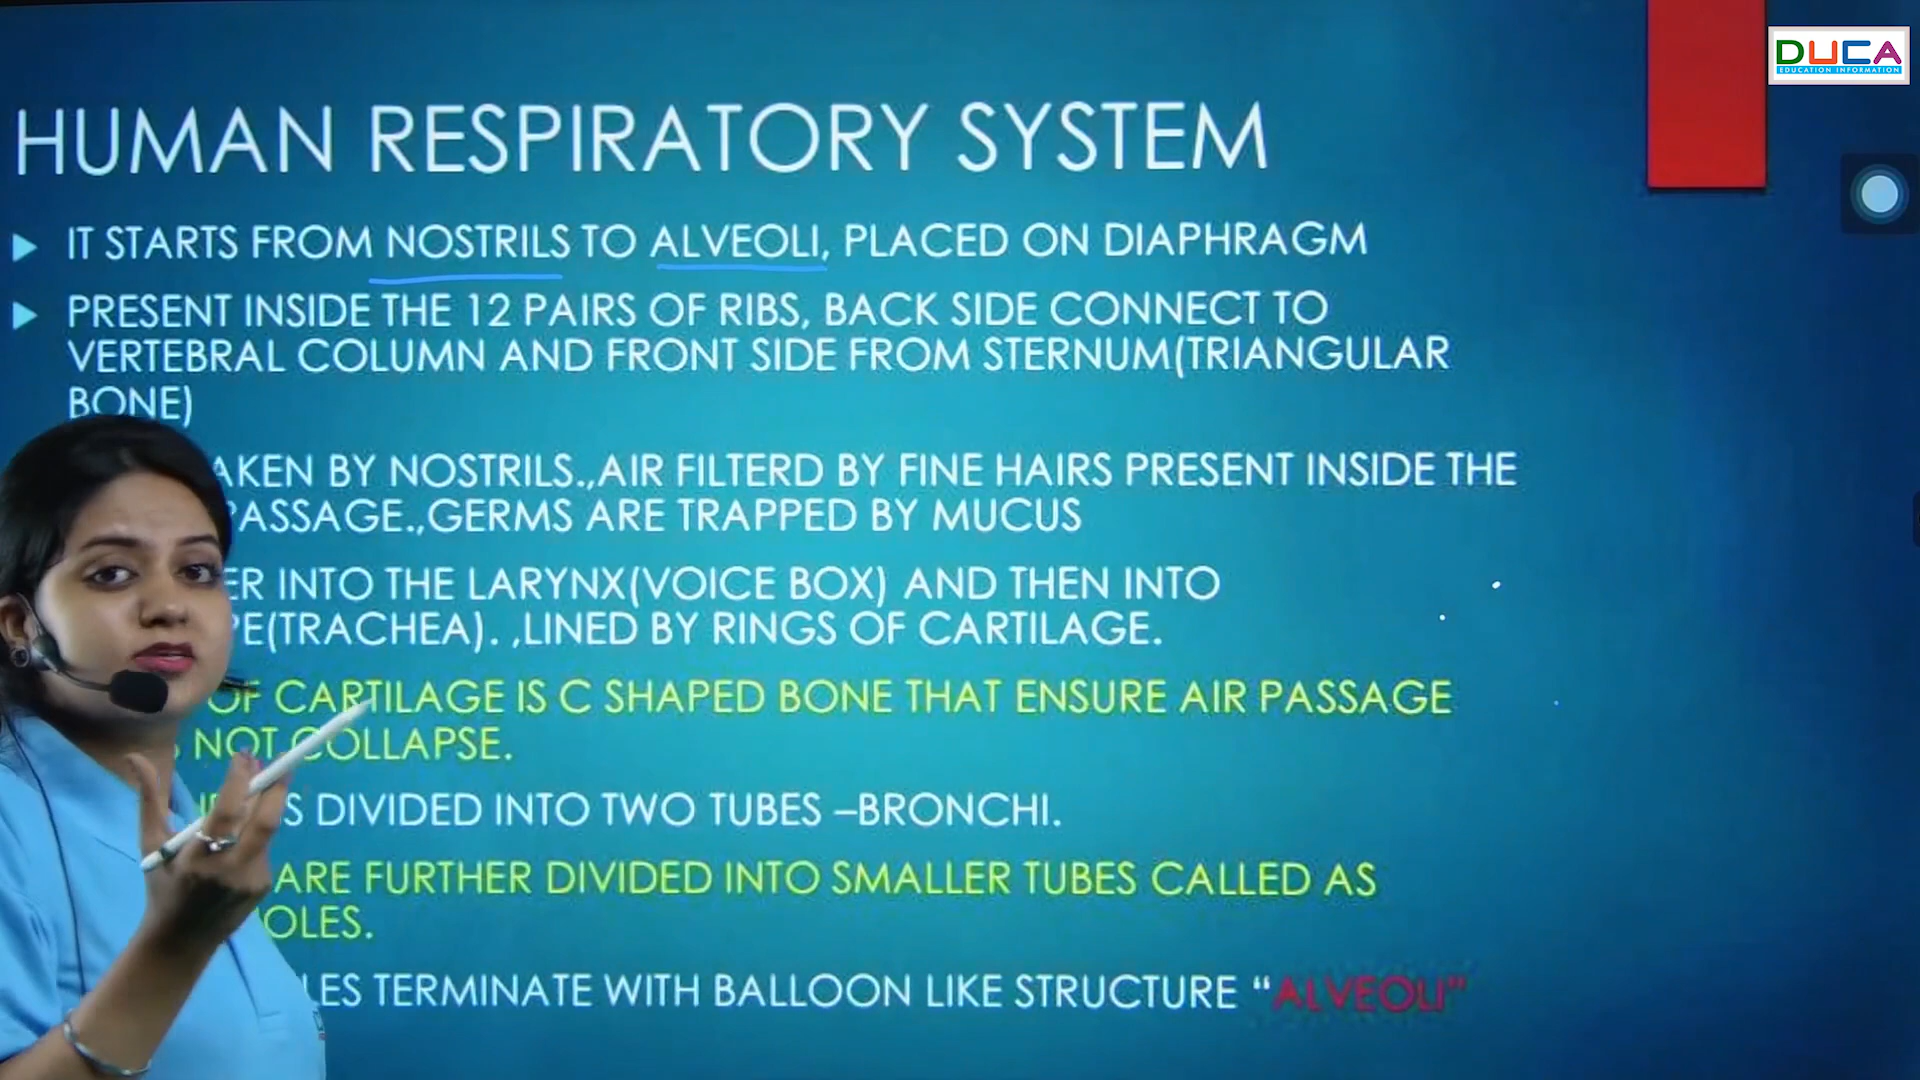 DUCA
EDUCATION INFORMATION
HUMAN RESPIRATORY SYSTEM
IT STARTS FROM NOSTRILS TO ALVEOLI, PLACED ON DIAPHRAGM
PRESENT INSIDE THE 12 PAIRS OF RIBS, BACK SIDE CONNECT TO
VERTEBRAL COLUMN AND FRONT SIDE FROM STERNUM(TRIANGULAR
BONE)
BY NOSTRILS.,AIR FILTERD BY FINE HAIRS PRESENT INSIDE THE
PASSAGE.,GERMS ARE TRAPPED BY MUCUS
INTO THE LARYNX(VOICE BOX) AND THEN INTO
(TRACHEA). ,LINED BY RINGS OF CARTILAGE.
OF CARTILAGE IS C SHAPED BONE THAT ENSURE AIR PASSAGE
NOT COLLAPSE.
DIVIDED INTO TWO TUBES –BRONCHI.
ARE FURTHER DIVIDED INTO SMALLER TUBES CALLED AS
TERMINATE WITH BALLOON LIKE STRUCTURE “ALVEOLI”